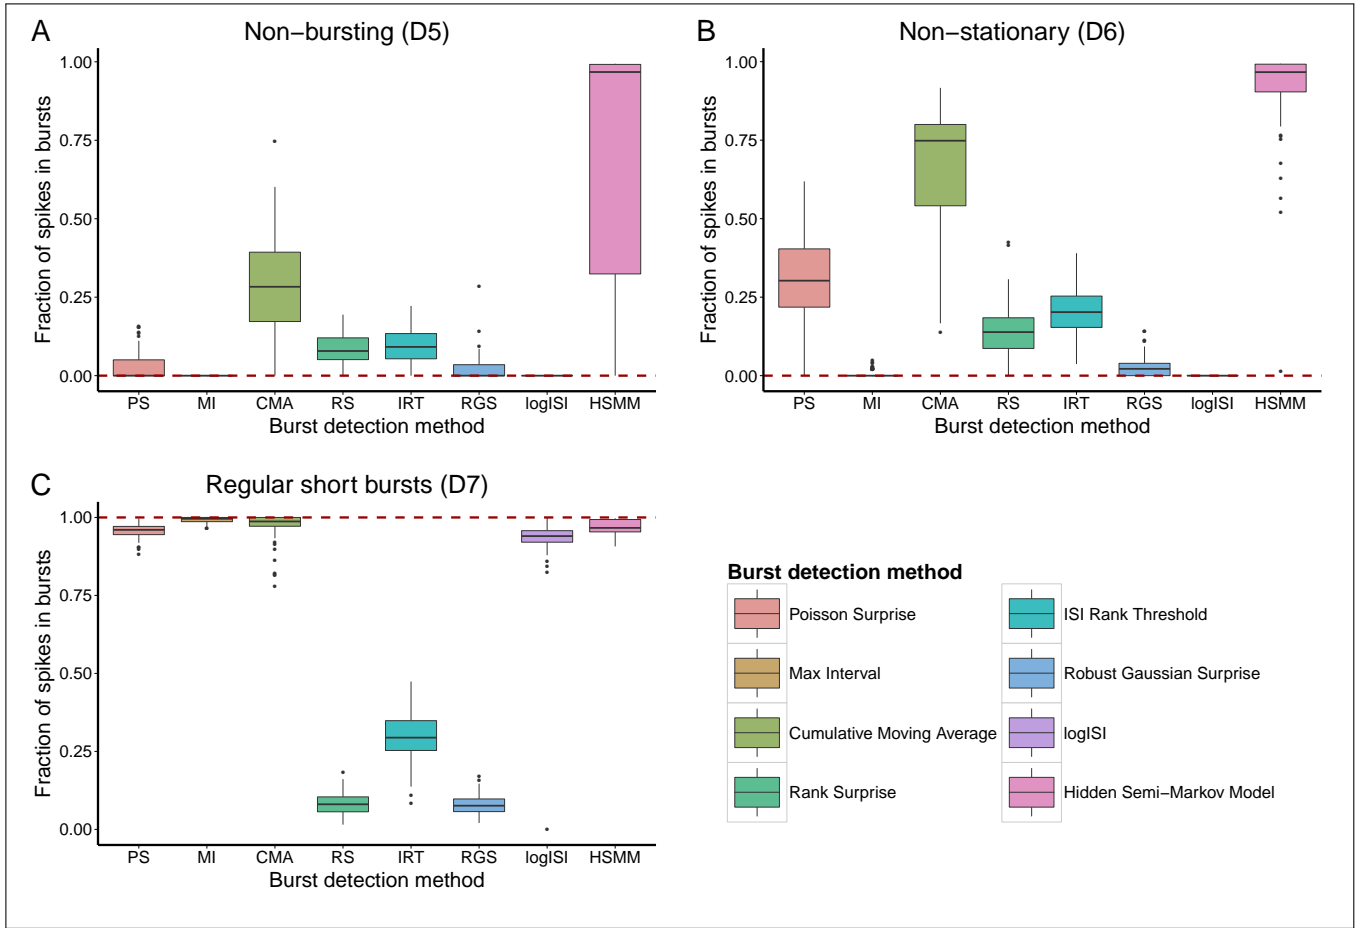 A
Non−bursting (D5)
Fraction of spikes in bursts
1.00
0.75
0.50
0.25
0.00
PS MI CMA RS IRT RGS logISI HSMM
Burst detection method
B
Non−stationary (D6)
Fraction of spikes in bursts
1.00
0.75
0.50
0.25
0.00
PS MI CMA RS IRT RGS logISI HSMM
Burst detection method
C
Regular short bursts (D7)
Fraction of spikes in bursts
1.00
0.75
0.50
0.25
0.00
PS MI CMA RS IRT RGS logISI HSMM
Burst detection method
Burst detection method
Poisson Surprise
Max Interval
Cumulative Moving Average
Rank Surprise
ISI Rank Threshold
Robust Gaussian Surprise
logISI
Hidden Semi−Markov Model